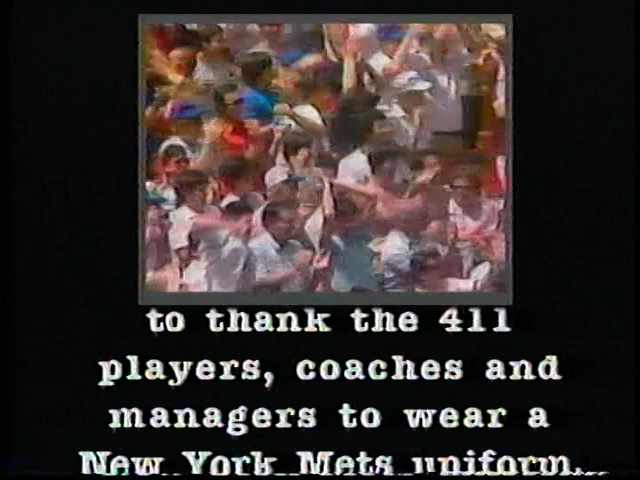 to thank the 411
players, coaches and
managers to wear a
New York Mets uniform.